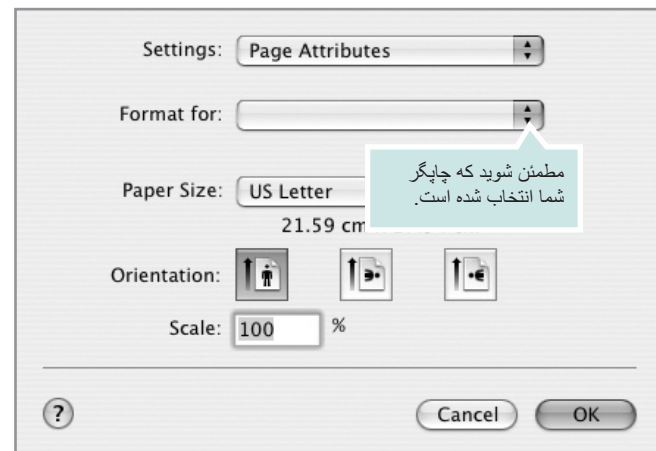 Settings: Page Attributes
Format for:
مطمئن شوید که چاپگر
شما انتخاب شده است.
Paper Size: US Letter
21.59 cm
Orientation:
Scale: 100 %
? Cancel OK